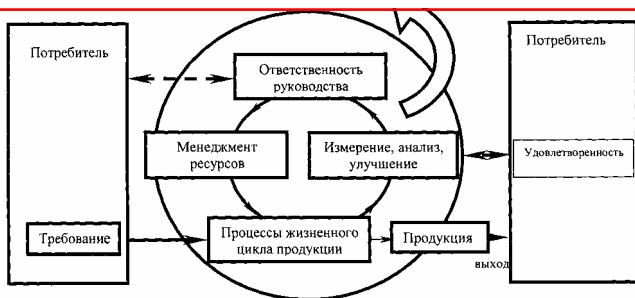 Потребитель
Ответственность
руководства
Потребитель
Менеджмент
ресурсов
Измерение, анализ,
улучшение
Удовлетворенность
Требование
Процессы жизненного
цикла продукции
Продукция
выход